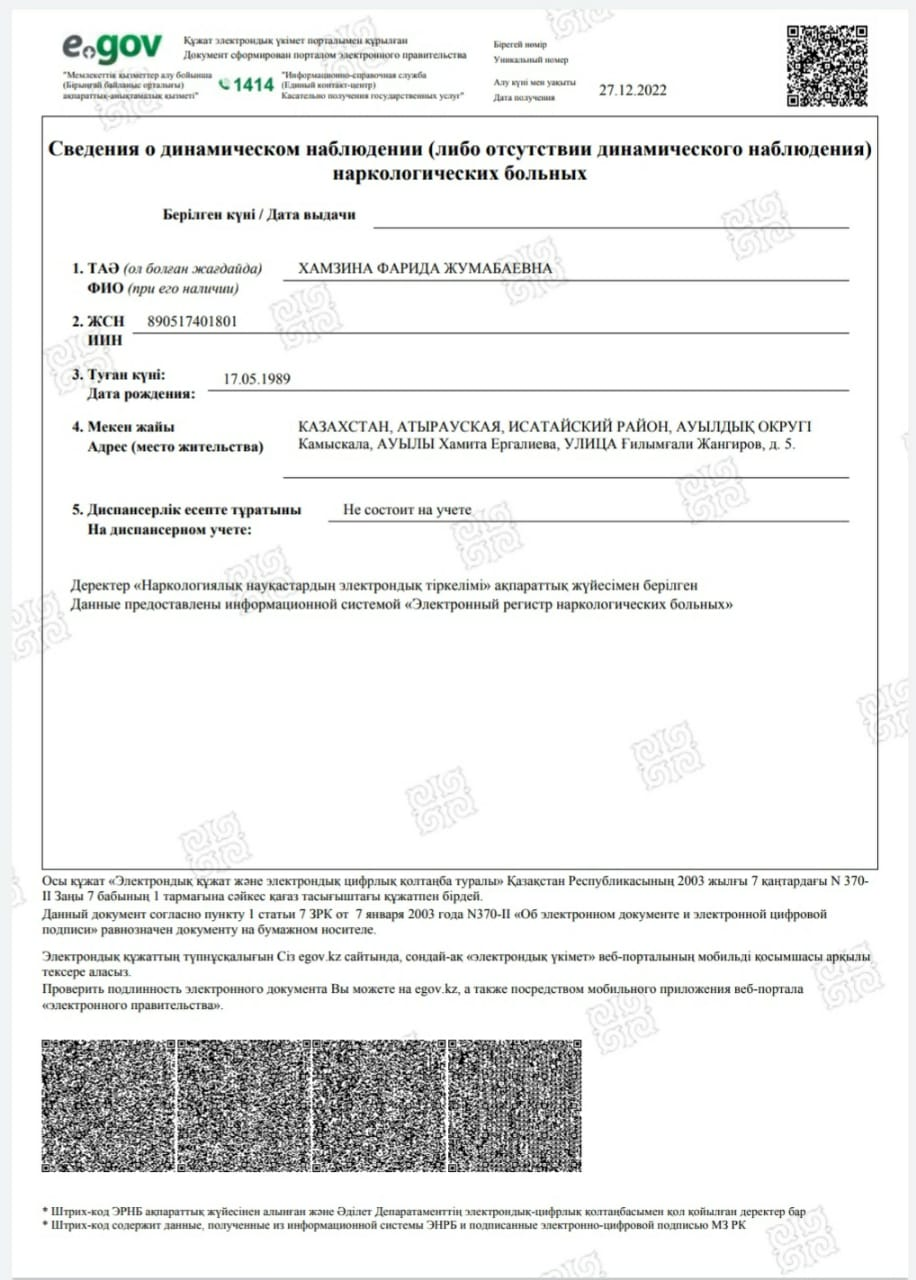 e.gov
Құжат электрондық үкімет порталымен құрылған
Документ сформирован порталом электронного правительства
"Мемлекеттік қызметтер алу бойынша
(Бірыңғай байланыс орталығы)
ақпараттық-анықтамалық қызметі"
1414
"Информационно-справочная служба
(Единый контакт-центр)
Касательно получения государственных услуг"
Бірегей нөмір
Уникальный номер
Алу күні мен уақыты
Дата получения
27.12.2022
Сведения о динамическом наблюдении (либо отсутствии динамического наблюдения)
наркологических больных
Берілген күні / Дата выдачи
1. ТАӘ (ол болған жағдайда) ХАМЗИНА ФАРИДА ЖУМАБАЕВНА
ФИО (при его наличии)
2. ЖСН 890517401801
ИИН
3. Туған күні: 17.05.1989
Дата рождения:
4. Мекен жайы КАЗАХСТАН, АТЫРАУСКАЯ, ИСАТАЙСКИЙ РАЙОН, АУЫЛДЫҚ ОКРУГІ
Адрес (место жительства) Камыскала, АУЫЛЫ Хамита Ергалиева, УЛИЦА Ғилымғали Жангиров, д. 5.
5. Диспансерлік есепте тұратыны Не состоит на учете
На диспансерном учете:
Деректер «Наркологиялық науқастардың электрондық тіркелімі» ақпараттық жүйесімен берілген
Данные предоставлены информационной системой «Электронный регистр наркологических больных»
Осы құжат «Электрондық құжат және электрондық цифрлық қолтаңба туралы» Қазақстан Республикасының 2003 жылғы 7 қаңтардағы N 370-
II Заңы 7 бабының 1 тармағына сәйкес қағаз тасығыштағы құжатпен бірдей.
Данный документ согласно пункту 1 статьи 7 ЗРК от 7 января 2003 года N370-II «Об электронном документе и электронной цифровой
подписи» равнозначен документу на бумажном носителе.
Электрондық құжаттың түпнұсқалығын Сіз egov.kz сайтында, сондай-ақ «электрондық үкімет» веб-порталының мобильді қосымшасы арқылы
тексере аласыз.
Проверить подлинность электронного документа Вы можете на egov.kz, а также посредством мобильного приложения веб-портала
«электронного правительства».
* Штрих-код ЭРНБ ақпараттық жүйесінен алынған және Әділет Депаратаменттің электрондық-цифрлық қолтаңбасымен қол қойылған деректер бар
* Штрих-код содержит данные, полученные из информационной системы ЭНРБ и подписанные электронно-цифровой подписью МЗ РК